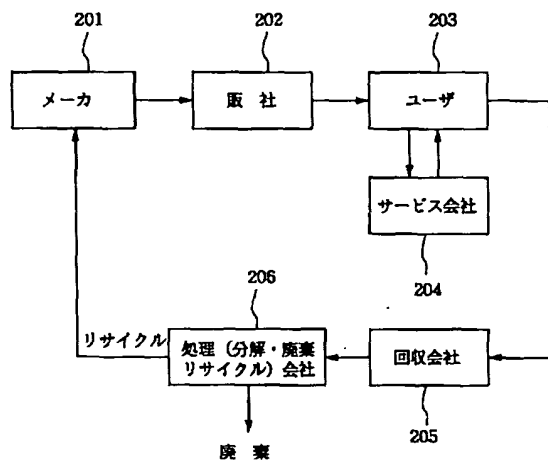 201
202
203
メーカ
販 社
ユーザ
サービス会社
204
206
リサイクル
処理(分解・廃棄
リサイクル)会社
回収会社
205
廃 棄